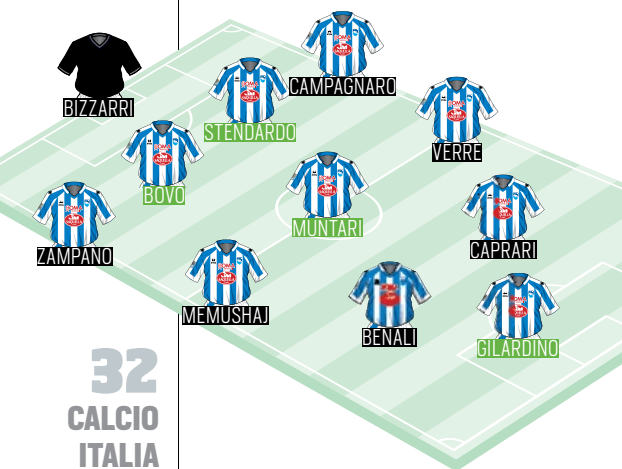 CAMPAGNARO
BIZZARRI
STENDARDO
VERRE
BOVO
MUNTARI
ZAMPANO
CAPRARI
MEMUSHAJ
BENALI
GILARDINO
32
CALCIO
ITALIA